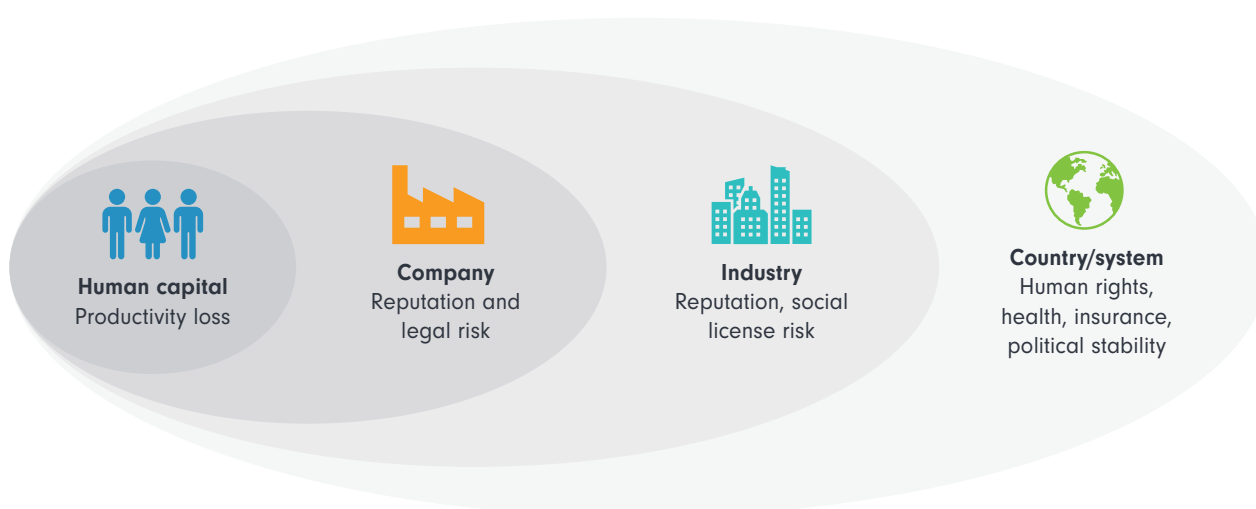 Human capital
Productivity loss
Company
Reputation and
legal risk
Industry
Reputation, social
license risk
Country/system
Human rights,
health, insurance,
political stability